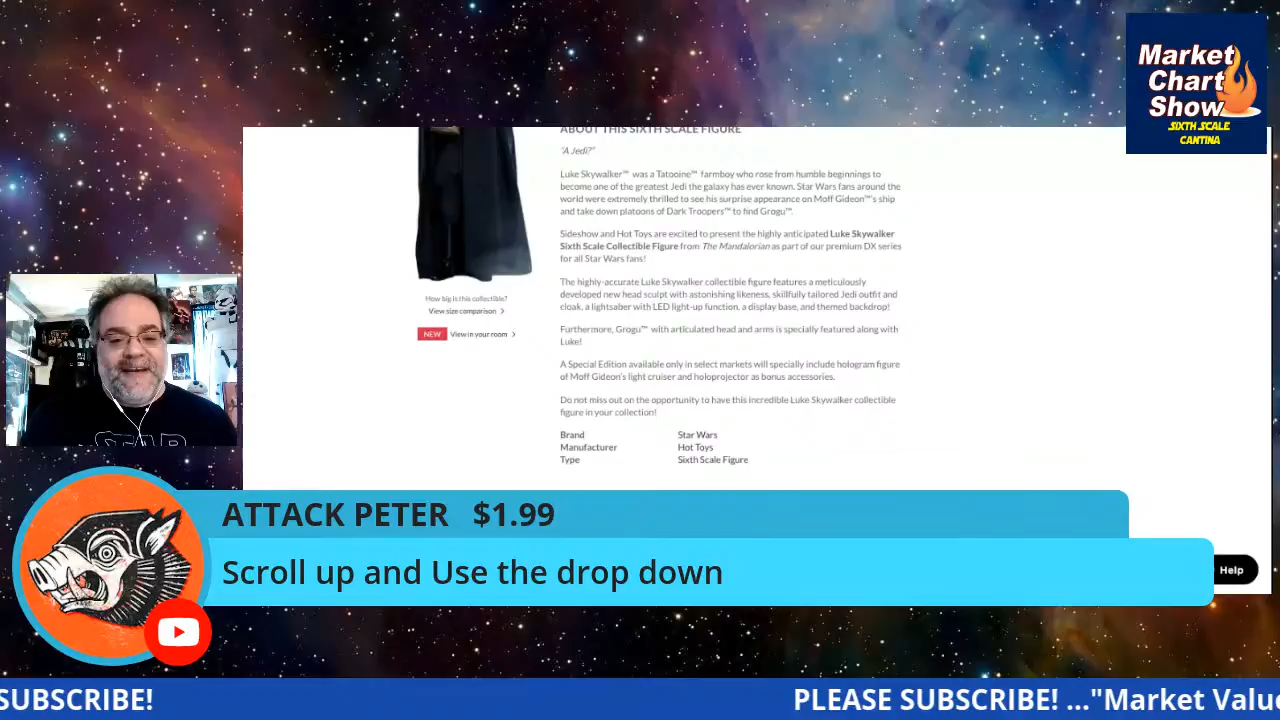 Market
Chart
Show
SIXTH SCALE
CANTINA
ABOUT THIS SIXTH SCALE FIGURE
"A Jedi?"
Luke Skywalker™ was a Tatooine™ farmboy who rose from humble beginnings to
become one of the greatest Jedi the galaxy has ever known. Star Wars fans around the
world were extremely thrilled to see his surprise appearance on Moff Gideon™'s ship
and take down platoons of Dark Troopers™ to find Grogu™.
Sideshow and Hot Toys are excited to present the highly anticipated Luke Skywalker
Sixth Scale Collectible Figure from The Mandalorian as part of our premium DX series
for all Star Wars fans!
The highly-accurate Luke Skywalker collectible figure features a meticulously
developed new head sculpt with astonishing likeness, skillfully tailored Jedi outfit and
cloak, a lightsaber with LED light-up function, a display base, and themed backdrop!
Furthermore, Grogu™ with articulated head and arms is specially featured along with
Luke!
A Special Edition available only in select markets will specially include hologram figure
of Moff Gideon's light cruiser and holoprojector as bonus accessories.
Do not miss out on the opportunity to have this incredible Luke Skywalker collectible
figure in your collection!
Brand Star Wars
Manufacturer Hot Toys
Type Sixth Scale Figure
How big is this collectible?
View size comparison >
NEW View in your room >
STAR
ATTACK PETER $1.99
Scroll up and Use the drop down
Help
SUBSCRIBE! PLEASE SUBSCRIBE! ..."Market Value